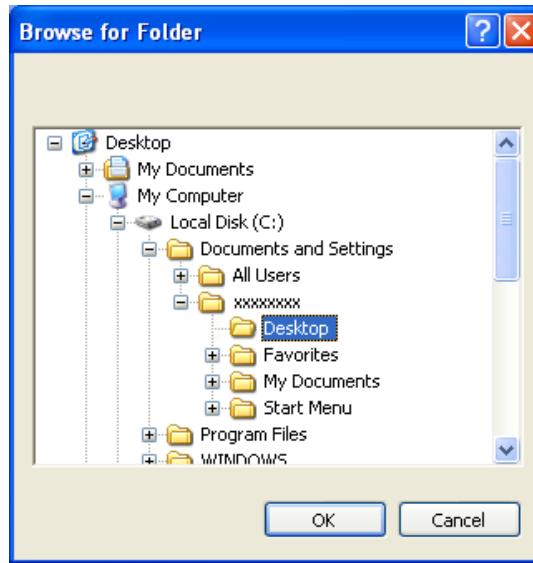 Browse for Folder
Desktop
My Documents
My Computer
Local Disk (C:)
Documents and Settings
All Users
xxxxxxxx
Desktop
Favorites
My Documents
Start Menu
Program Files
WINDOWS
OK Cancel